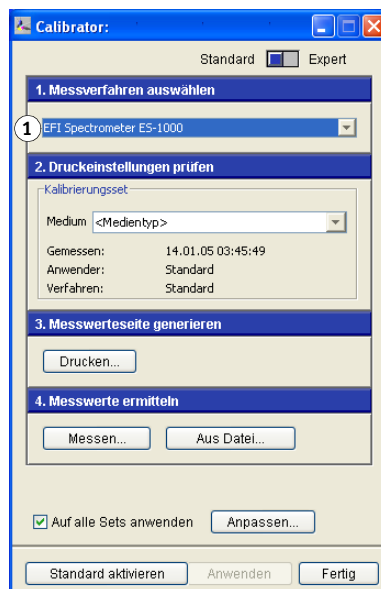 Calibrator:
Standard Expert
1. Messverfahren auswählen
1 EFI Spectrometer ES-1000
2. Druckeinstellungen prüfen
Kalibrierungsset
Medium <Medientyp>
Gemessen: 14.01.05 03:45:49
Anwender: Standard
Verfahren: Standard
3. Messwerteseite generieren
Drucken...
4. Messwerte ermitteln
Messen... Aus Datei...
Auf alle Sets anwenden Anpassen...
Standard aktivieren Anwenden Fertig